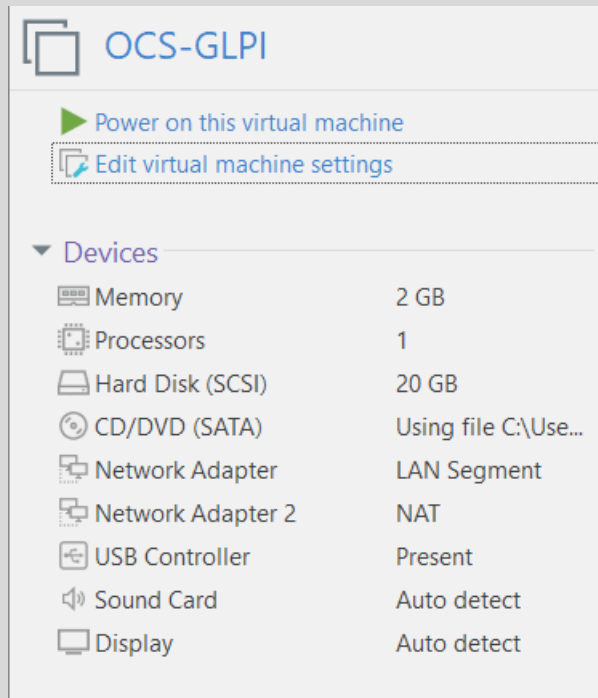 OCS-GLPI
Power on this virtual machine
Edit virtual machine settings
Devices
Memory 2 GB
Processors 1
Hard Disk (SCSI) 20 GB
CD/DVD (SATA) Using file C:\Use...
Network Adapter LAN Segment
Network Adapter 2 NAT
USB Controller Present
Sound Card Auto detect
Display Auto detect